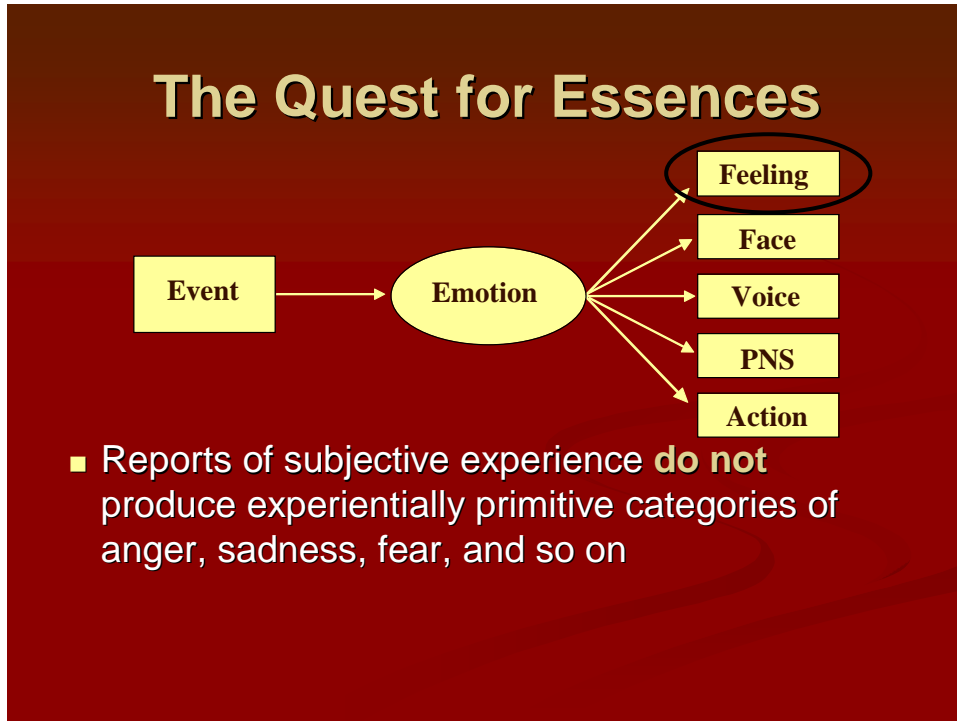 The Quest for Essences
Feeling
Face
Event
Emotion
Voice
PNS
Action
■ Reports of subjective experience do not
produce experientially primitive categories of
anger, sadness, fear, and so on